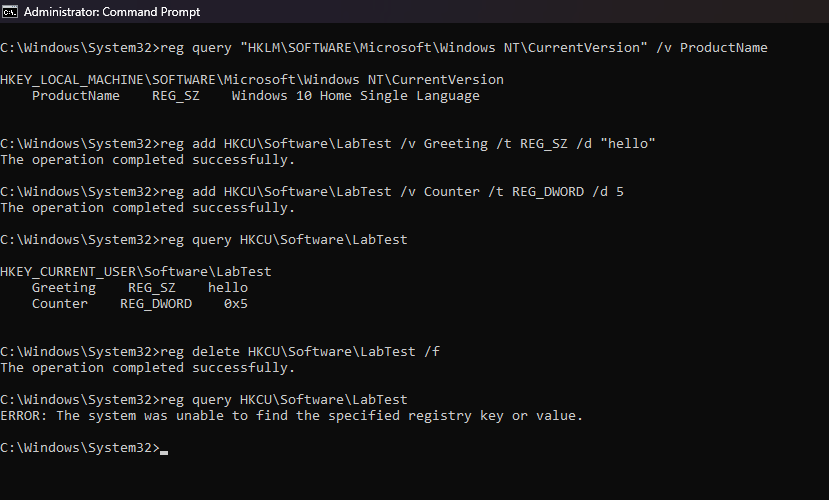 Administrator: Command Prompt
C:\Windows\System32>reg query "HKLM\SOFTWARE\Microsoft\Windows NT\CurrentVersion" /v ProductName
HKEY_LOCAL_MACHINE\SOFTWARE\Microsoft\Windows NT\CurrentVersion
    ProductName    REG_SZ    Windows 10 Home Single Language
C:\Windows\System32>reg add HKCU\Software\LabTest /v Greeting /t REG_SZ /d "hello"
The operation completed successfully.
C:\Windows\System32>reg add HKCU\Software\LabTest /v Counter /t REG_DWORD /d 5
The operation completed successfully.
C:\Windows\System32>reg query HKCU\Software\LabTest
HKEY_CURRENT_USER\Software\LabTest
    Greeting    REG_SZ    hello
    Counter    REG_DWORD    0x5
C:\Windows\System32>reg delete HKCU\Software\LabTest /f
The operation completed successfully.
C:\Windows\System32>reg query HKCU\Software\LabTest
ERROR: The system was unable to find the specified registry key or value.
C:\Windows\System32>